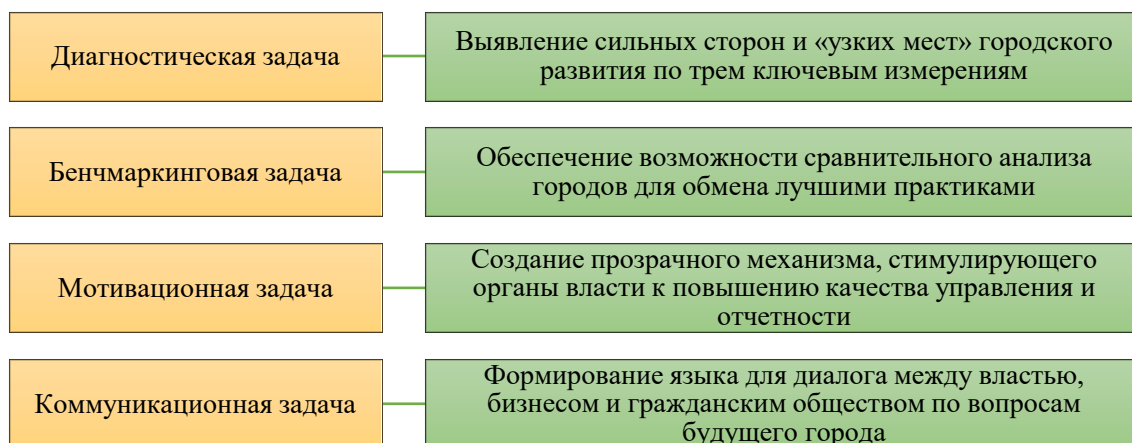 Диагностическая задача
Выявление сильных сторон и «узких мест» городского
развития по трем ключевым измерениям
Бенчмаркинговая задача
Обеспечение возможности сравнительного анализа
городов для обмена лучшими практиками
Мотивационная задача
Создание прозрачного механизма, стимулирующего
органы власти к повышению качества управления и
отчетности
Коммуникационная задача
Формирование языка для диалога между властью,
бизнесом и гражданским обществом по вопросам
будущего города